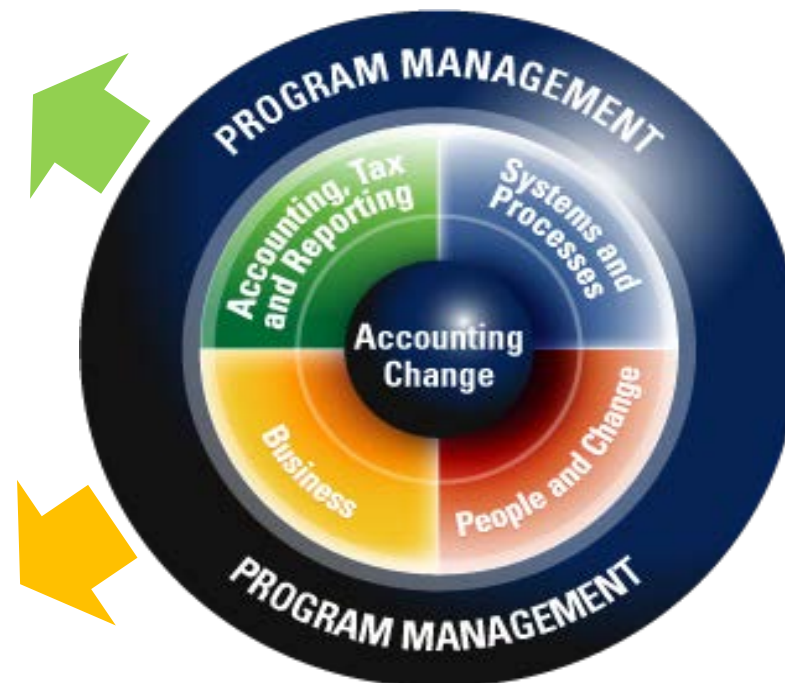 PROGRAM MANAGEMENT
Accounting, Tax
and Reporting
Systems and
Processes
Accounting
Change
Business
People and Change
PROGRAM MANAGEMENT